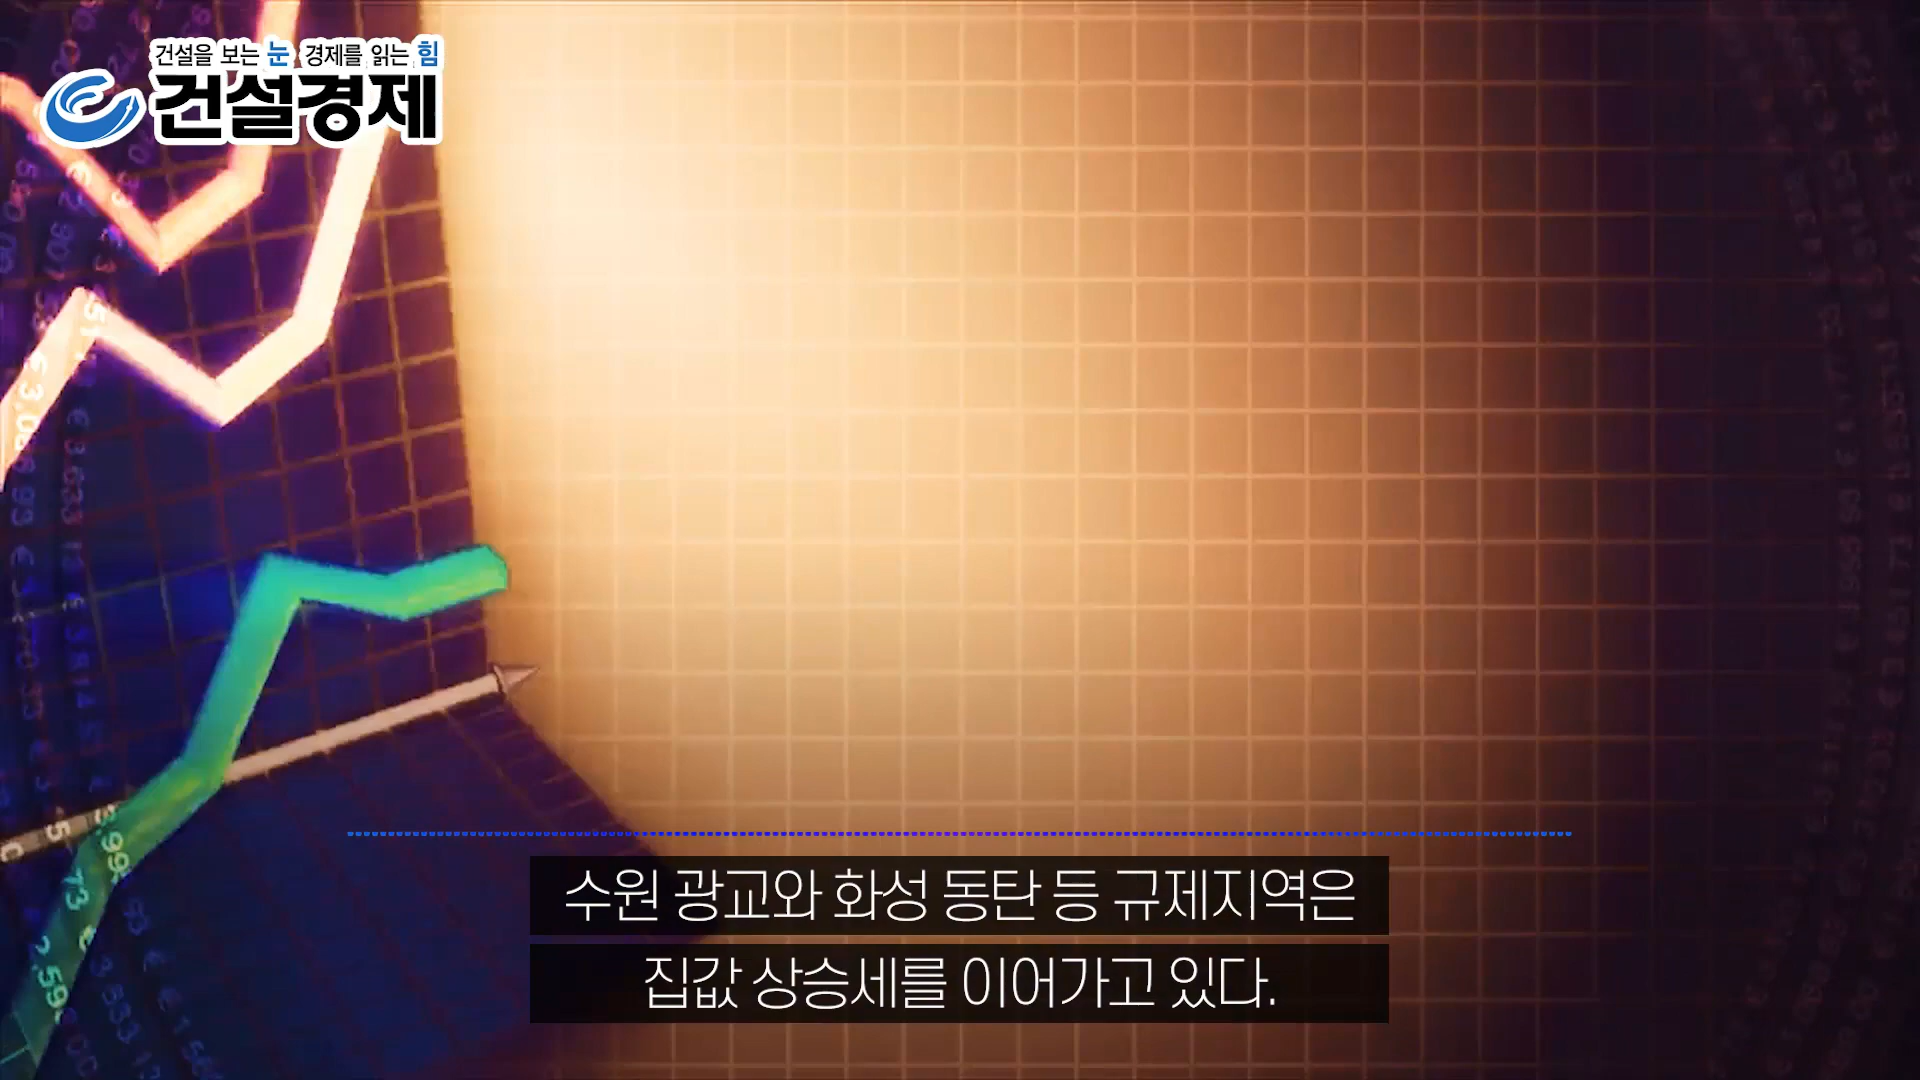 건설을 보는 눈 경제를 읽는 힘
건설경제
수원 광교와 화성 동탄 등 규제지역은
집값 상승세를 이어가고 있다.